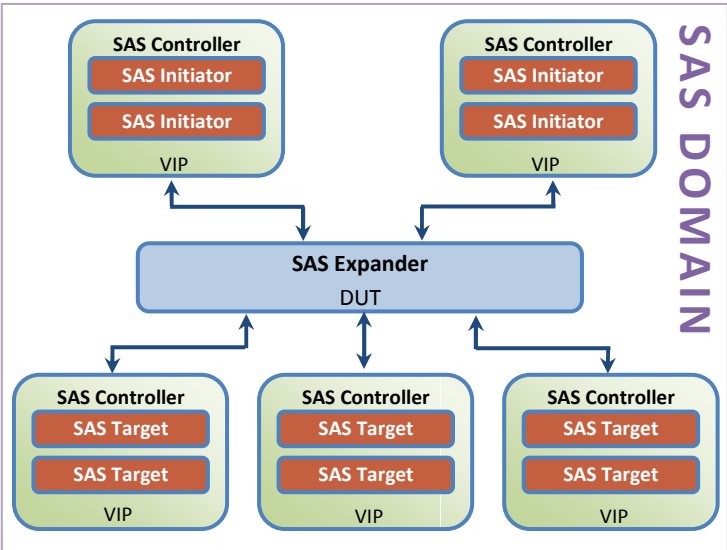 SAS Controller
SAS Initiator
SAS Initiator
VIP
SAS Controller
SAS Initiator
SAS Initiator
VIP
SAS DOMAIN
SAS Expander
DUT
SAS Controller
SAS Target
SAS Target
VIP
SAS Controller
SAS Target
SAS Target
VIP
SAS Controller
SAS Target
SAS Target
VIP